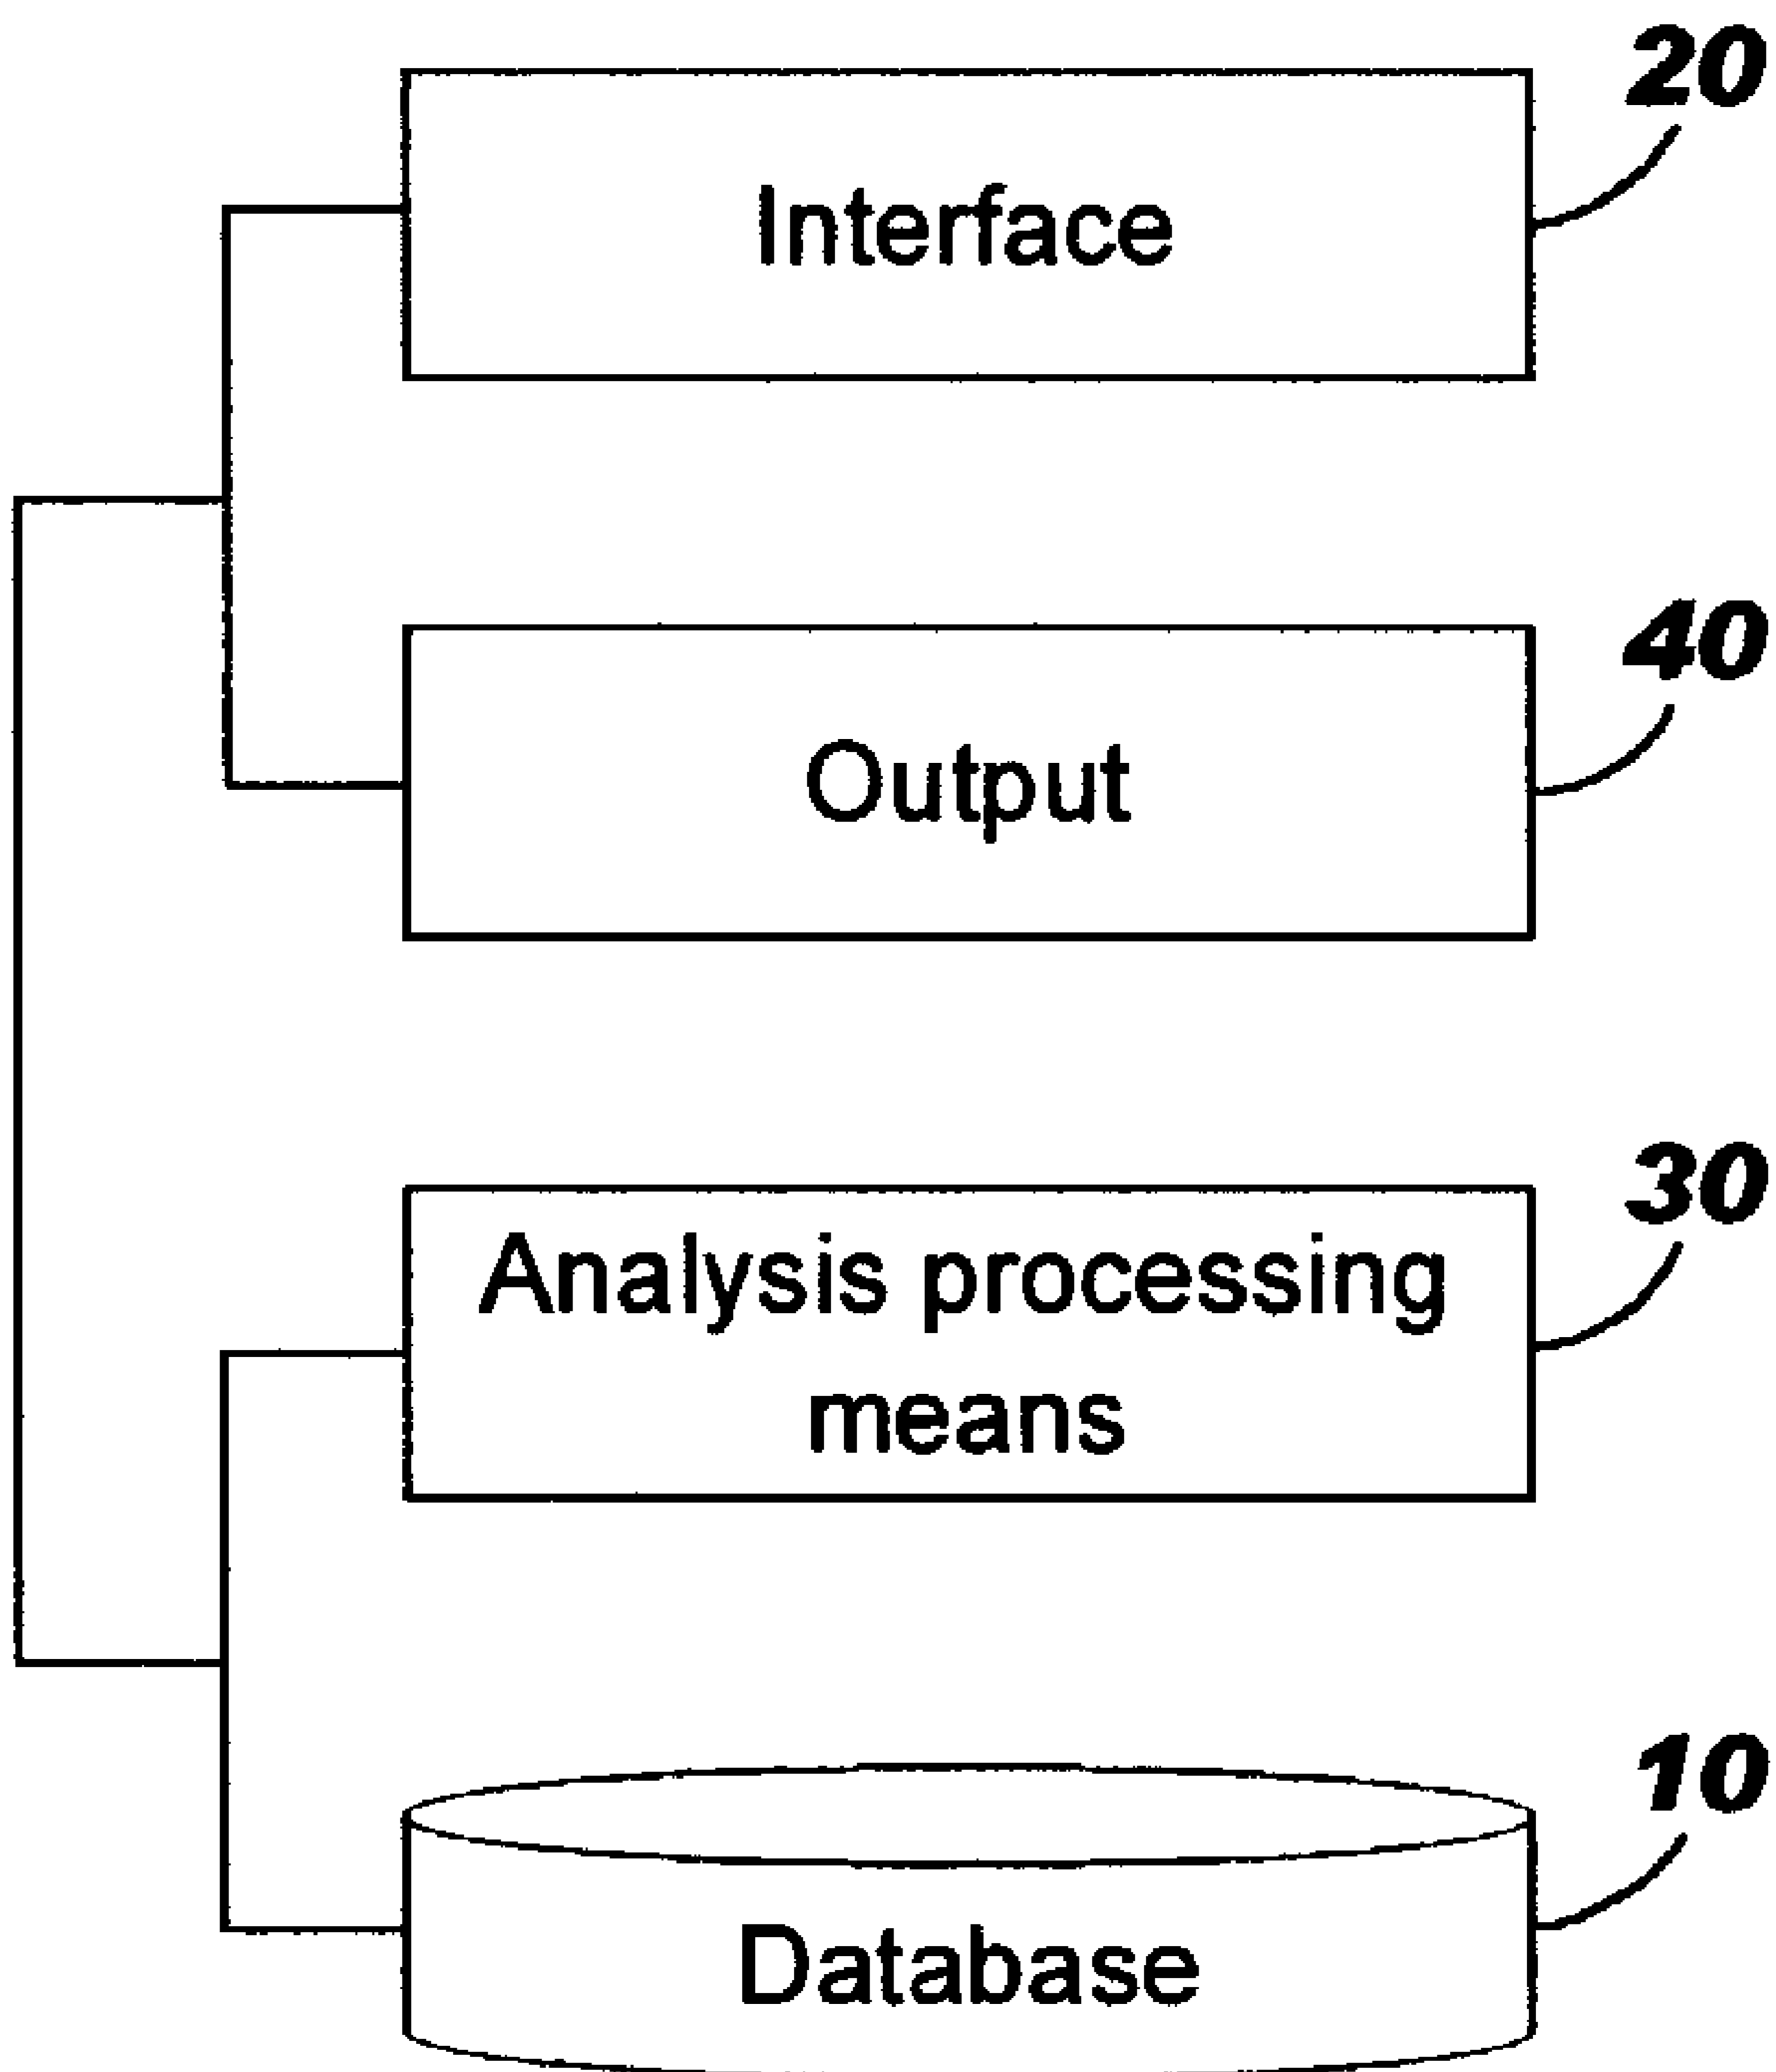 20
Interface
40
Output
30
Analysis processing
means
10
Database